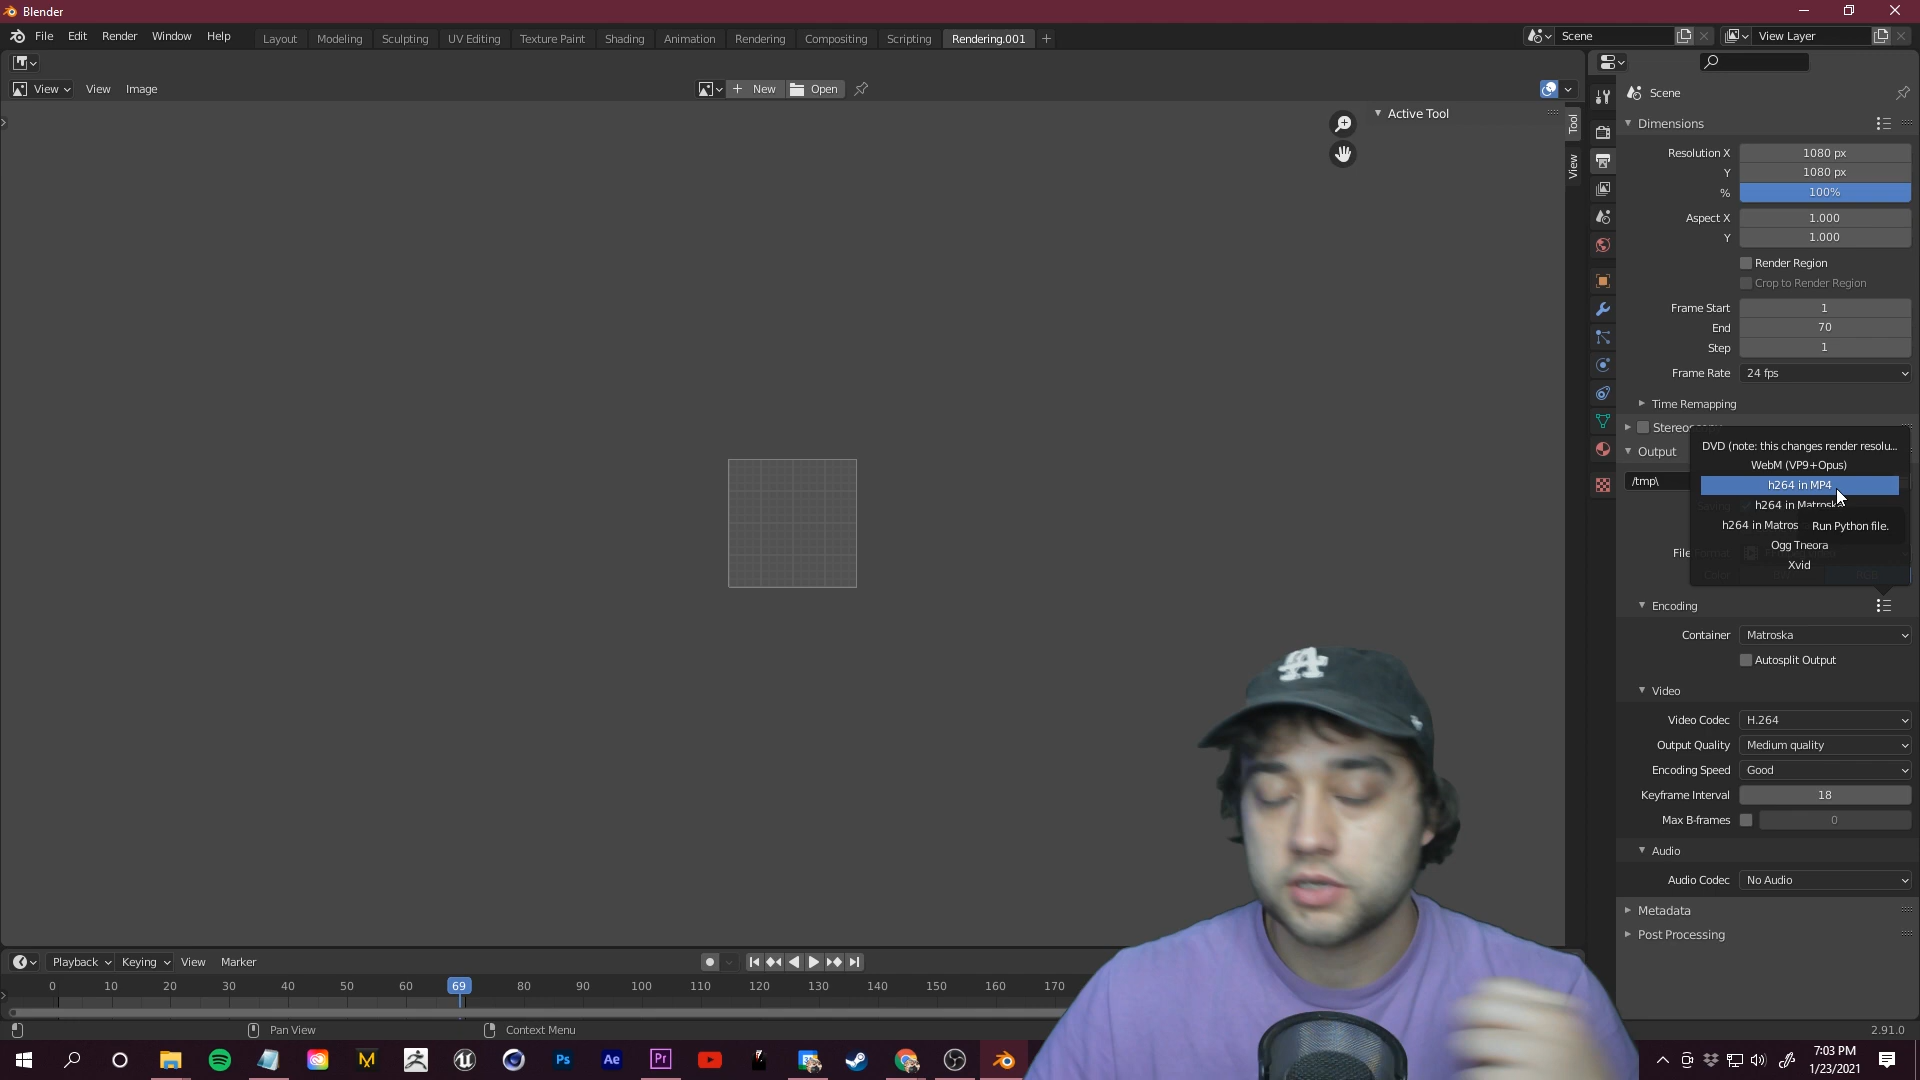 Blender
File Edit Render Window Help Layout Modeling Sculpting UV Editing Texture Paint Shading Animation Rendering Compositing Scripting Rendering.001 + Scene View Layer
View View Image + New Open
Scene
Active Tool
Tool
View
Dimensions
Resolution X 1080 px
Y 1080 px
% 100%
Aspect X 1.000
Y 1.000
Render Region
Crop to Render Region
Frame Start 1
End 70
Step 1
Frame Rate 24 fps
Time Remapping
DVD (note: this changes render resolu...
Output
WebM (VP9+Opus)
/tmp\
h264 in MP4
h264 in
h264 in Matros
Run Python file.
Xvid
Encoding
Container Matroska
Autosplit Output
Video
Video Codec H.264
Output Quality Medium quality
Encoding Speed Good
Keyframe Interval 18
Max B-frames 0
Audio
Audio Codec No Audio
Metadata
Post Processing
Playback Keying View Marker
0 10 20 30 40 50 60 69 80 90 100 110 120 130 140 150 160 170
Pan View Context Menu
2.91.0
Ps Ae Pr
7:03 PM
1/23/2021